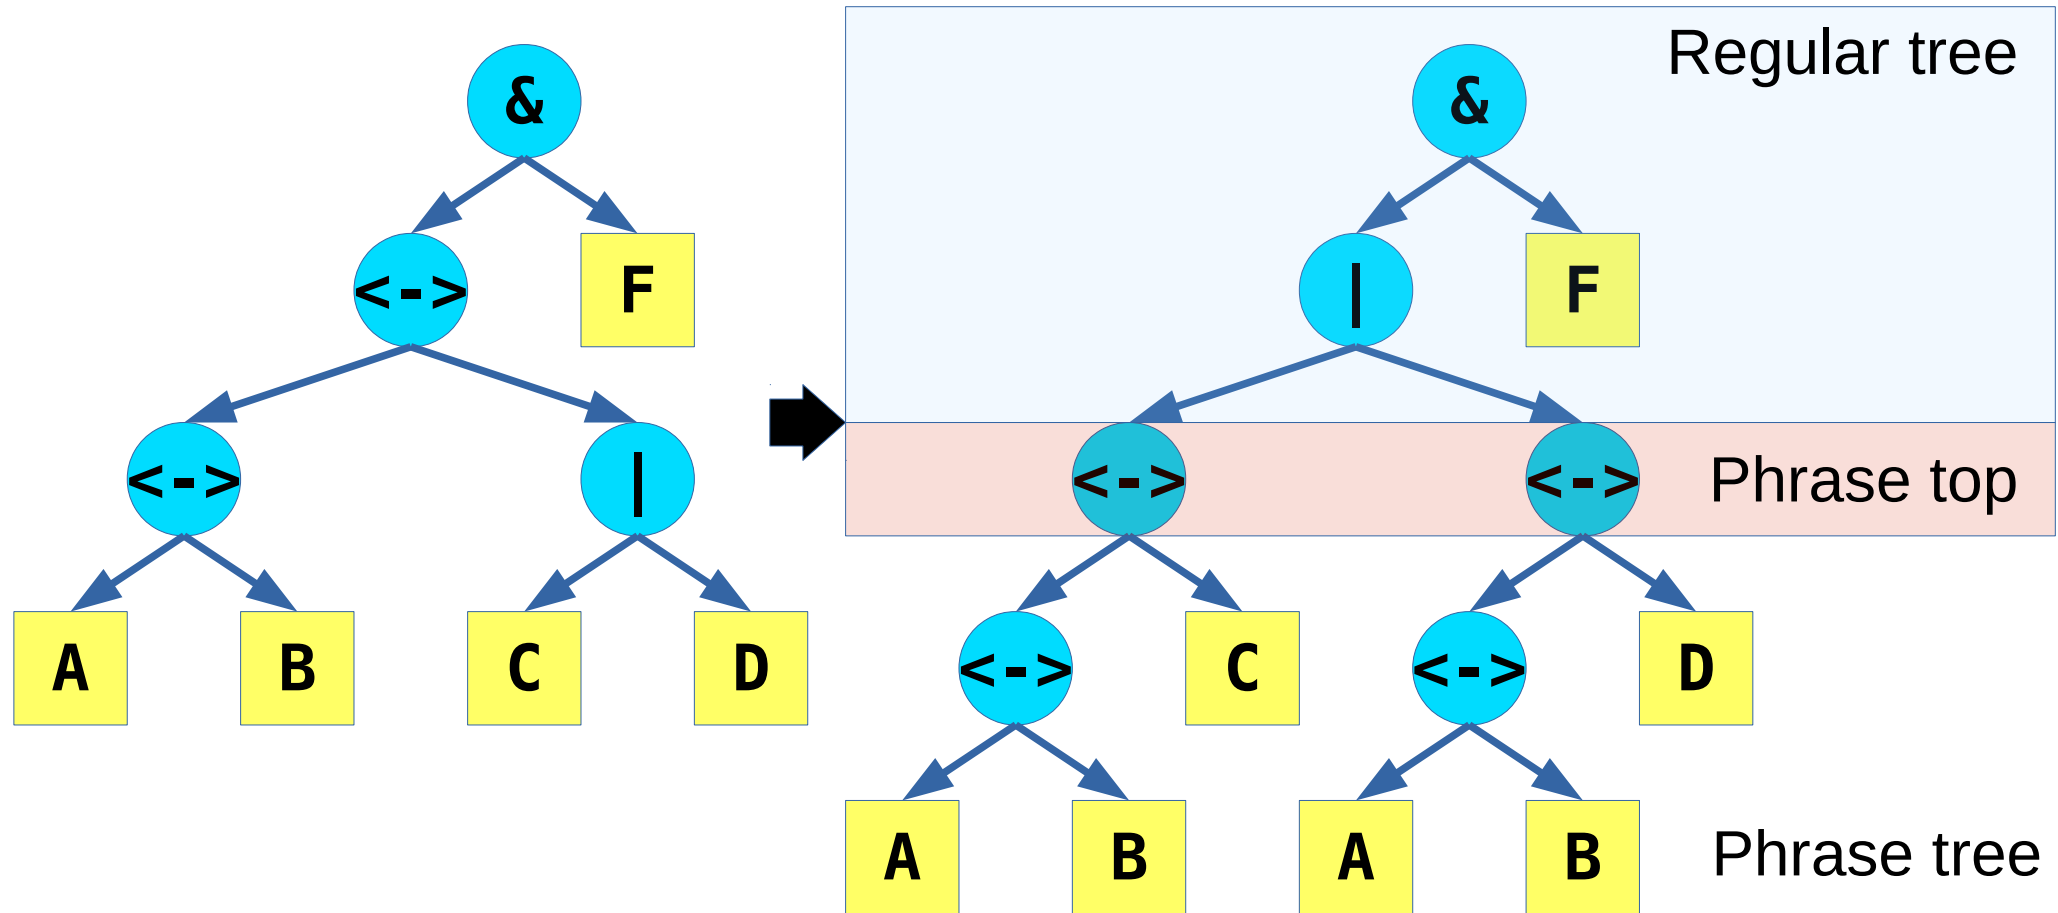 Regular tree
&
&
<->
F
|
F
<->
|
<->
<->
Phrase top
A
B
C
D
<->
C
<->
D
A
B
A
B
Phrase tree